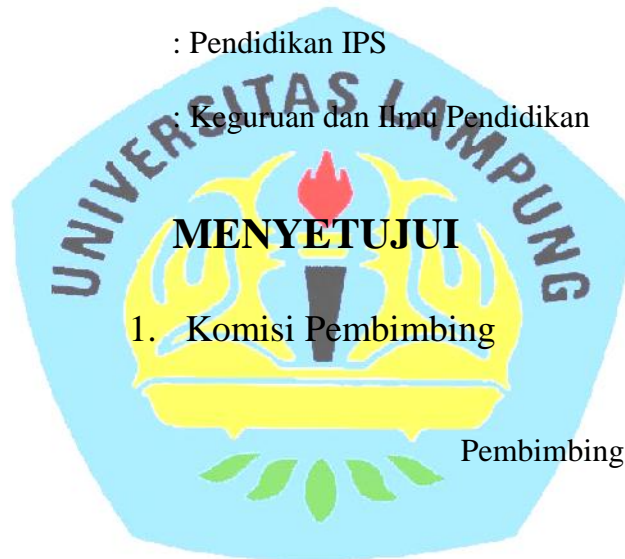 : Pendidikan IPS
UNIVERSITAS LAMPUNG
: Keguruan dan Ilmu Pendidikan
MENYETUJUI
1. Komisi Pembimbing
Pembimbing